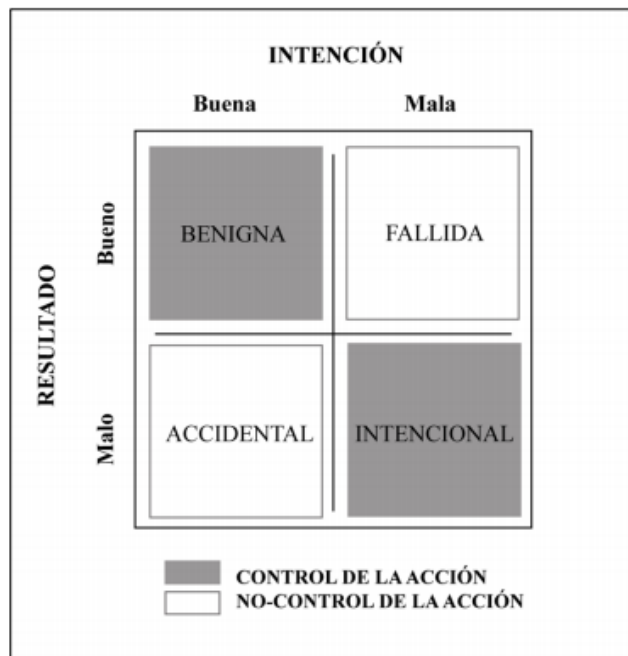 INTENCIÓN
Buena Mala
RESULTADO
Bueno
BENIGNA FALLIDA
Malo
ACCIDENTAL INTENCIONAL
CONTROL DE LA ACCIÓN
NO-CONTROL DE LA ACCIÓN